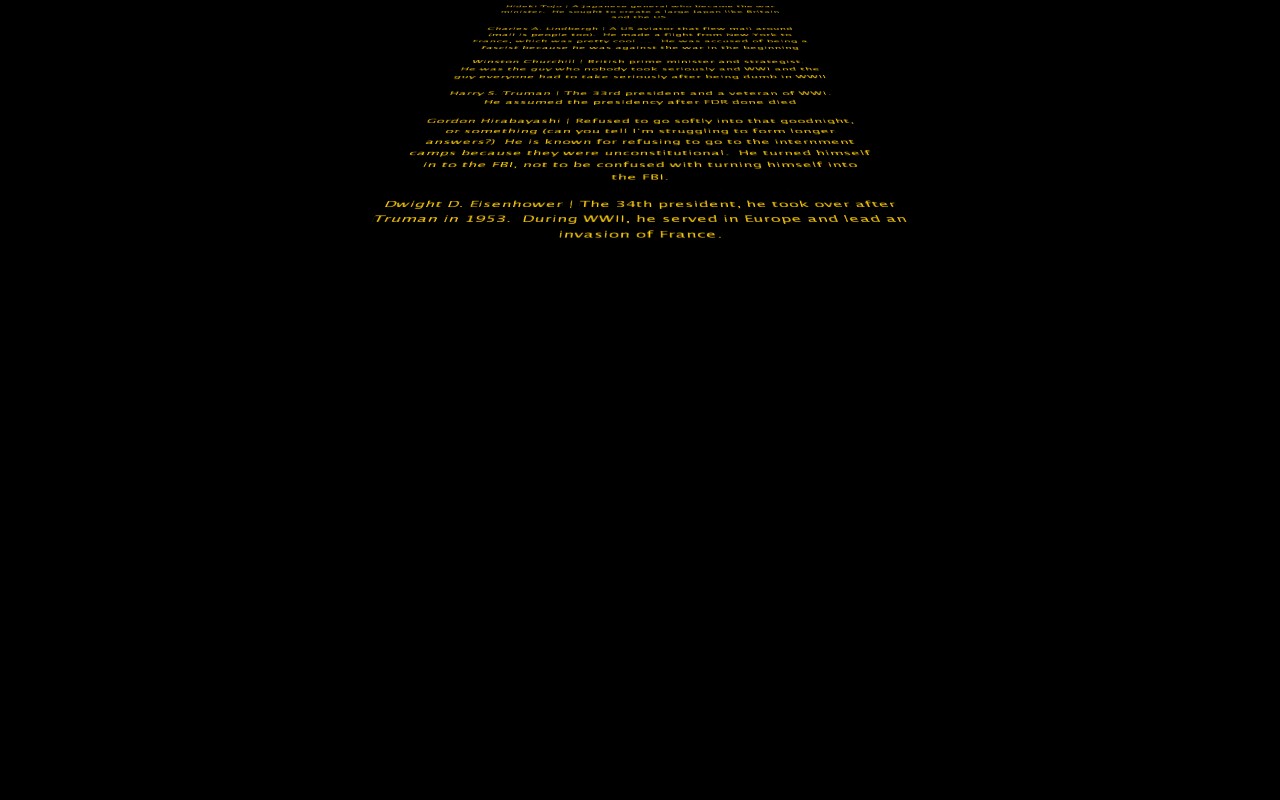 Hideki Tojo | A Japanese general who became the war
minister. He sought to create a large Japan like Britain
and the US
Charles A. Lindbergh | A US aviator that flew mail around
(mail is people too). He made a flight from New York to
France, which was pretty cool. He was accused of being a
fascist because he was against the war in the beginning
Winston Churchill | British prime minister and strategist.
He was the guy who nobody took seriously and WWI and the
guy everyone had to take seriously after being dumb in WWII
Harry S. Truman | The 33rd president and a veteran of WWI.
He assumed the presidency after FDR done died
Gordon Hirabayashi | Refused to go softly into that goodnight,
or something (can you tell I'm struggling to form longer
answers?) He is known for refusing to go to the internment
camps because they were unconstitutional. He turned himself
in to the FBI, not to be confused with turning himself into
the FBI.
Dwight D. Eisenhower | The 34th president, he took over after
Truman in 1953. During WWII, he served in Europe and lead an
invasion of France.